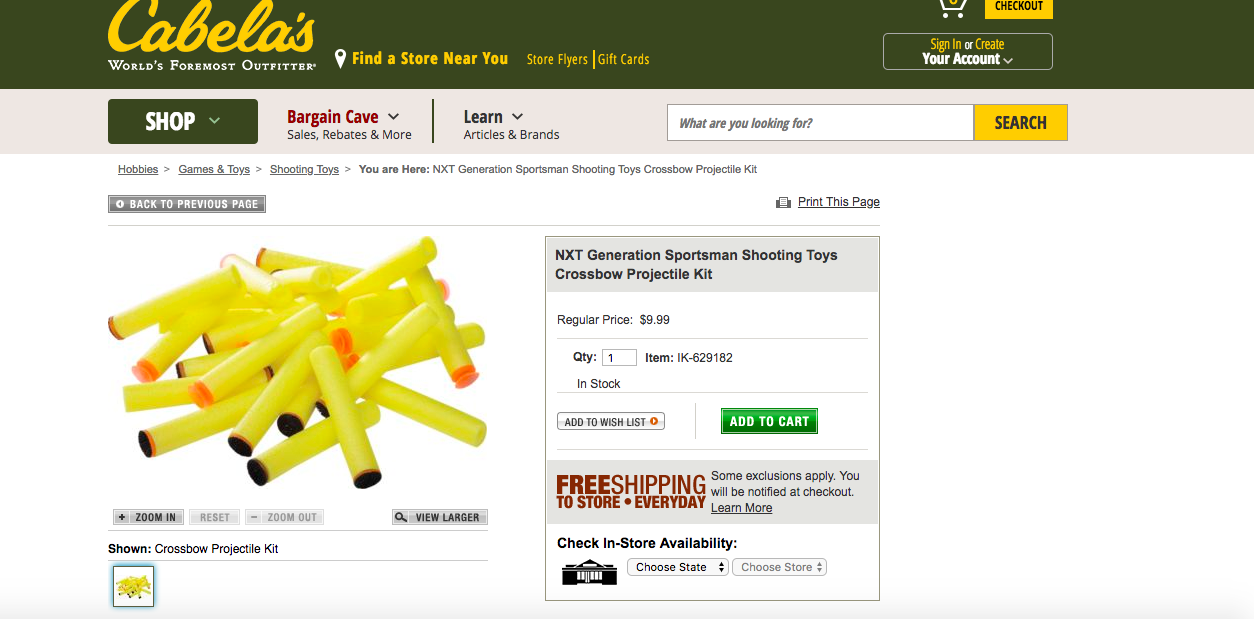 Cabela's
WORLD'S FOREMOST OUTFITTER®
Find a Store Near You
Store Flyers
Gift Cards
CHECKOUT
Sign In or Create
Your Account
SHOP
Bargain Cave
Sales, Rebates & More
Learn
Articles & Brands
What are you looking for?
SEARCH
Hobbies > Games & Toys > Shooting Toys > You are Here: NXT Generation Sportsman Shooting Toys Crossbow Projectile Kit
BACK TO PREVIOUS PAGE
Print This Page
NXT Generation Sportsman Shooting Toys
Crossbow Projectile Kit
Regular Price: $9.99
Qty: 1 Item: IK-629182
In Stock
ADD TO WISH LIST
ADD TO CART
FREE SHIPPING
TO STORE • EVERYDAY
Some exclusions apply. You
will be notified at checkout.
Learn More
Check In-Store Availability:
Choose State
Choose Store
+ ZOOM IN
RESET
− ZOOM OUT
VIEW LARGER
Shown: Crossbow Projectile Kit